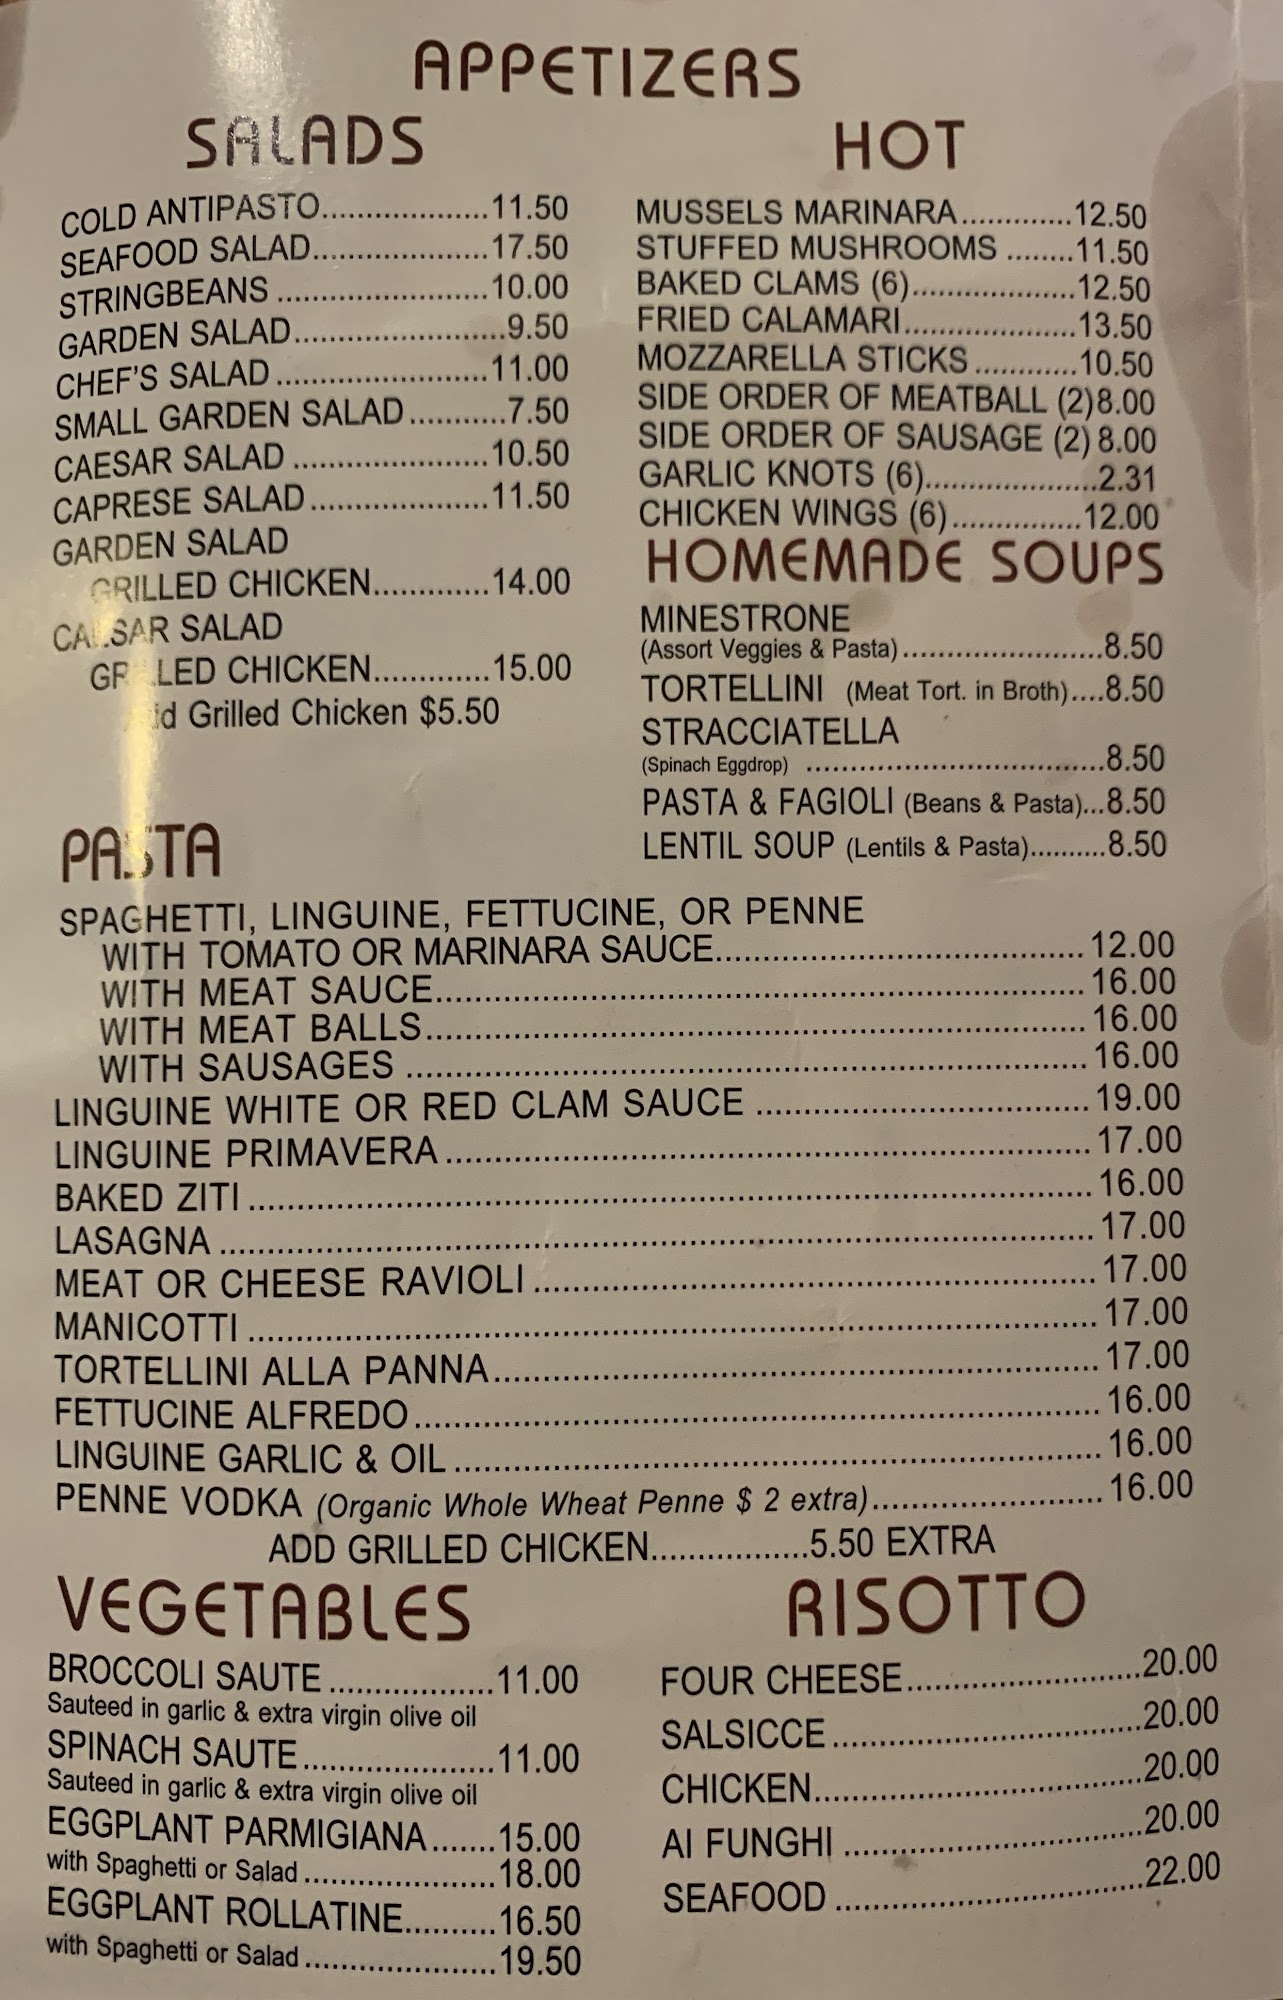 APPETIZERS
SALADS
COLD ANTIPASTO...................11.50
SEAFOOD SALAD....................17.50
STRINGBEANS ........................10.00
GARDEN SALAD........................9.50
CHEF'S SALAD ........................11.00
SMALL GARDEN SALAD...........7.50
CAESAR SALAD ......................10.50
CAPRESE SALAD.....................11.50
GARDEN SALAD
GRILLED CHICKEN.............14.00
CAESAR SALAD
GRILLED CHICKEN.............15.00
Grilled Chicken $5.50
HOT
MUSSELS MARINARA.............12.50
STUFFED MUSHROOMS ........11.50
BAKED CLAMS (6)...................12.50
FRIED CALAMARI....................13.50
MOZZARELLA STICKS ............10.50
SIDE ORDER OF MEATBALL (2)8.00
SIDE ORDER OF SAUSAGE (2) 8.00
GARLIC KNOTS (6)....................2.31
CHICKEN WINGS (6)...............12.00
HOMEMADE SOUPS
MINESTRONE
(Assort Veggies & Pasta).......................8.50
TORTELLINI (Meat Tort. in Broth)....8.50
STRACCIATELLA
(Spinach Eggdrop) ..................................8.50
PASTA & FAGIOLI (Beans & Pasta)...8.50
LENTIL SOUP (Lentils & Pasta)..........8.50
PASTA
SPAGHETTI, LINGUINE, FETTUCINE, OR PENNE
WITH TOMATO OR MARINARA SAUCE...................................... 12.00
WITH MEAT SAUCE.................................................................. 16.00
WITH MEAT BALLS................................................................... 16.00
WITH SAUSAGES ..................................................................... 16.00
LINGUINE WHITE OR RED CLAM SAUCE .................................. 19.00
LINGUINE PRIMAVERA.................................................................. 17.00
BAKED ZITI ...................................................................................... 16.00
LASAGNA ......................................................................................... 17.00
MEAT OR CHEESE RAVIOLI ......................................................... 17.00
MANICOTTI ...................................................................................... 17.00
TORTELLINI ALLA PANNA.............................................................. 17.00
FETTUCINE ALFREDO...................................................................... 16.00
LINGUINE GARLIC & OIL .................................................................. 16.00
PENNE VODKA (Organic Whole Wheat Penne $ 2 extra)........................ 16.00
ADD GRILLED CHICKEN.................5.50 EXTRA
VEGETABLES
BROCCOLI SAUTE ..................11.00
Sauteed in garlic & extra virgin olive oil
SPINACH SAUTE.....................11.00
Sauteed in garlic & extra virgin olive oil
EGGPLANT PARMIGIANA.......15.00
with Spaghetti or Salad .....................18.00
EGGPLANT ROLLATINE..........16.50
with Spaghetti or Salad .....................19.50
RISOTTO
FOUR CHEESE.........................20.00
SALSICCE .................................20.00
CHICKEN...................................20.00
AI FUNGHI ................................20.00
SEAFOOD .................................22.00